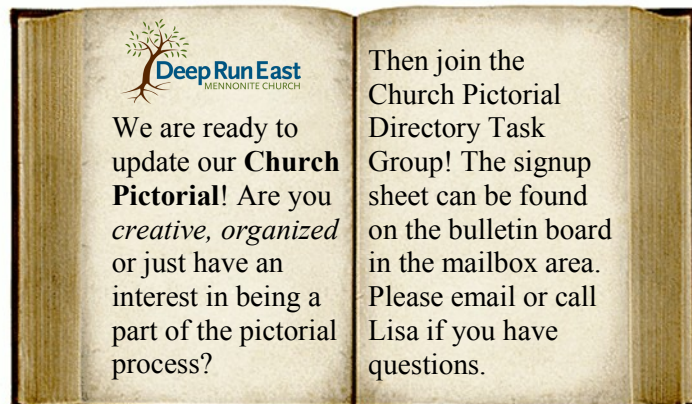 Deep Run East
MENNONITE CHURCH
We are ready to
update our Church
Pictorial! Are you
creative, organized
or just have an
interest in being a
part of the pictorial
process?
Then join the
Church Pictorial
Directory Task
Group! The signup
sheet can be found
on the bulletin board
in the mailbox area.
Please email or call
Lisa if you have
questions.